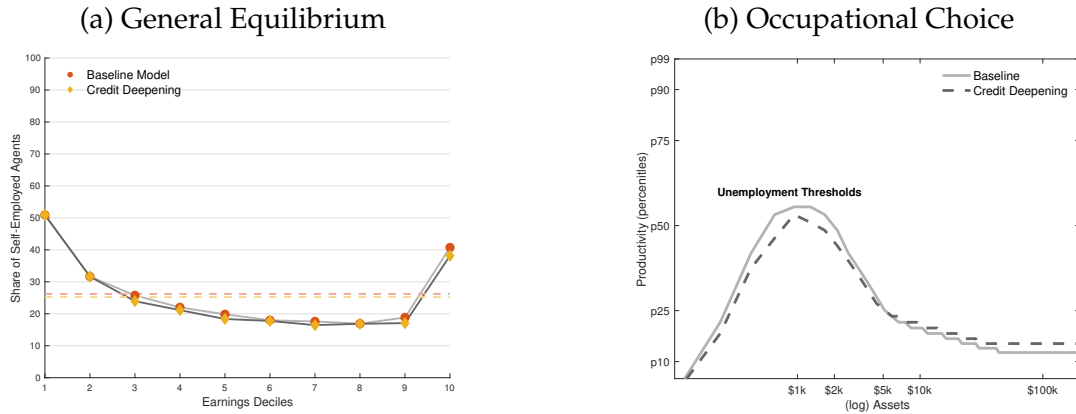 (a) General Equilibrium
100
90
80
70
60
50
40
30
20
10
0
Share of Self-Employed Agents
Baseline Model
Credit Deepening
1 2 3 4 5 6 7 8 9 10
Earnings Deciles
(b) Occupational Choice
p99
p90
p75
p50
p25
p10
Productivity (percenitles)
Baseline
Credit Deepening
Unemployment Thresholds
$1k $2k $5k $10k $100k
(log) Assets